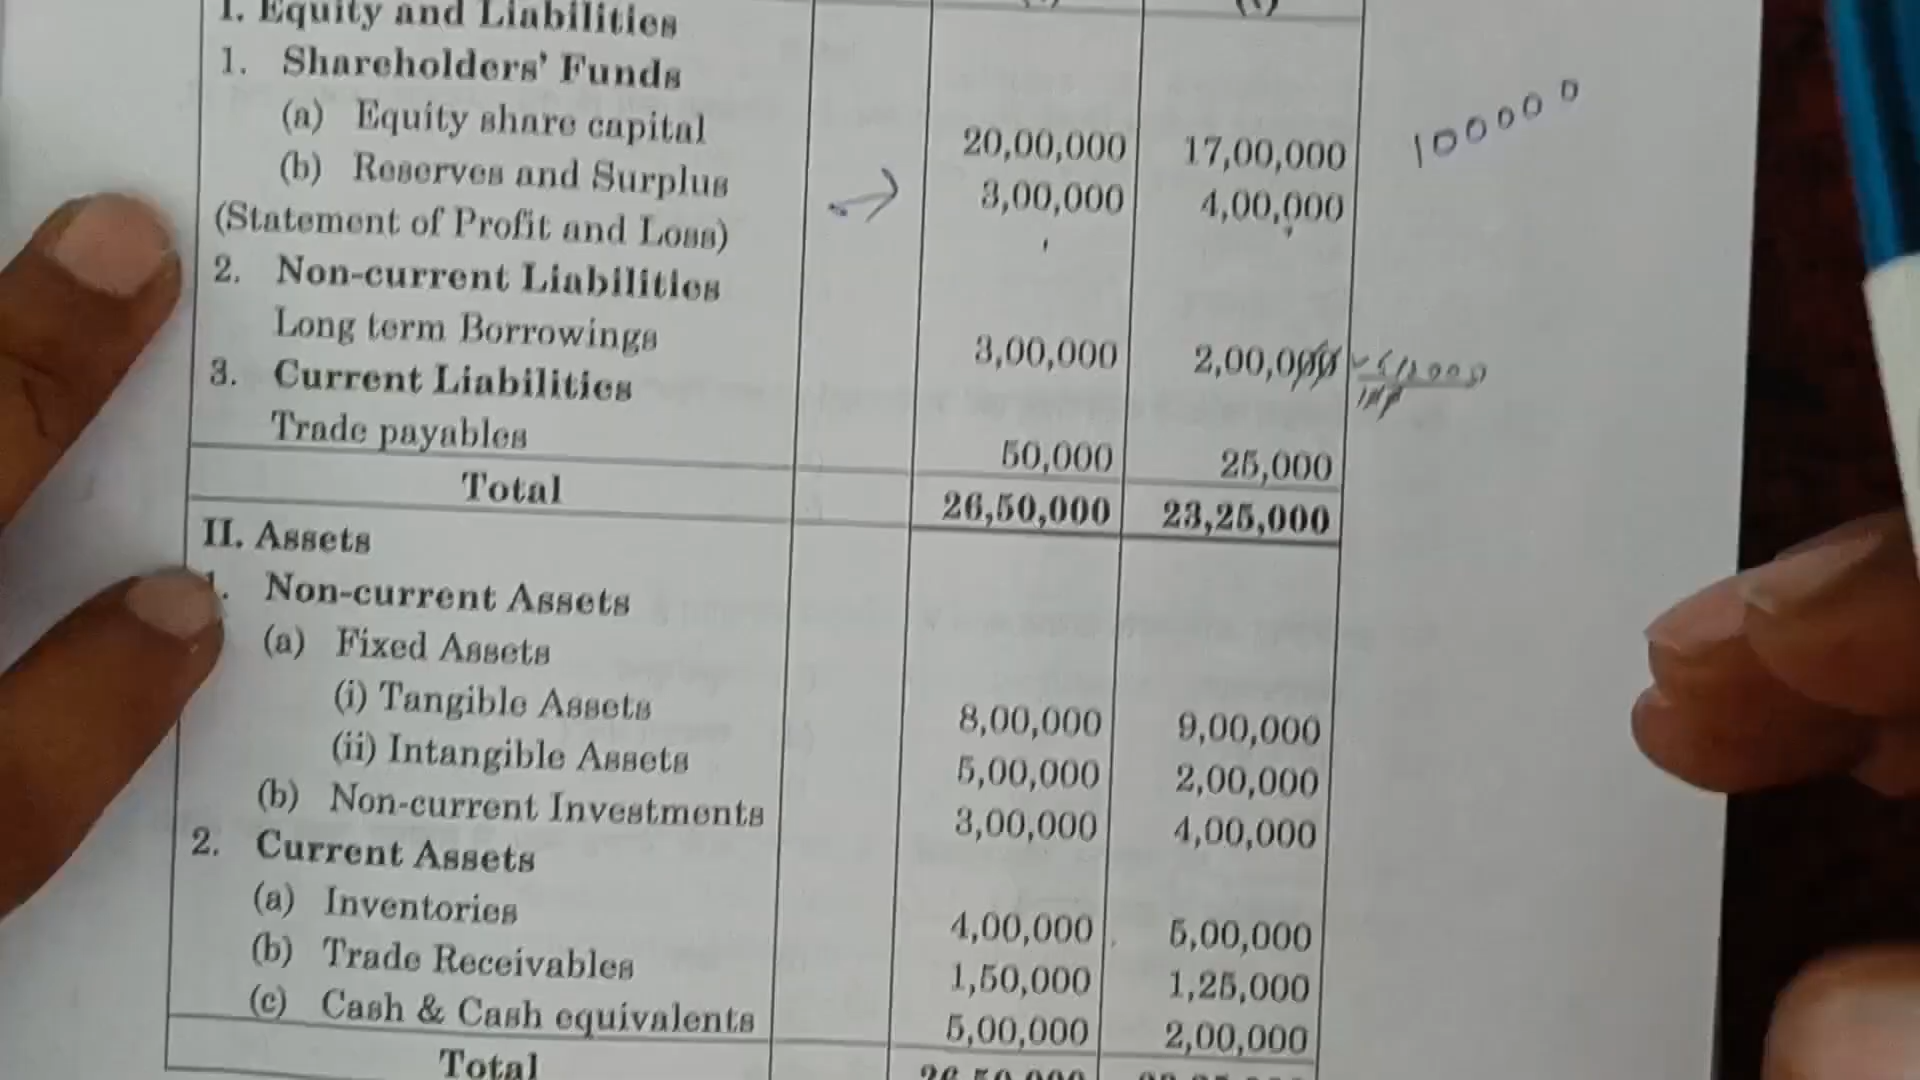 I. Equity and Liabilities
1. Shareholders' Funds
(a) Equity share capital 20,00,000 17,00,000 100000
(b) Reserves and Surplus 3,00,000 4,00,000
(Statement of Profit and Loss)
2. Non-current Liabilities
Long term Borrowings 3,00,000 2,00,000
3. Current Liabilities
Trade payables 50,000 25,000
Total 26,50,000 23,25,000
II. Assets
1. Non-current Assets
(a) Fixed Assets
(i) Tangible Assets 8,00,000 9,00,000
(ii) Intangible Assets 5,00,000 2,00,000
(b) Non-current Investments 3,00,000 4,00,000
2. Current Assets
(a) Inventories 4,00,000 5,00,000
(b) Trade Receivables 1,50,000 1,25,000
(c) Cash & Cash equivalents 5,00,000 2,00,000
Total 26,50,000